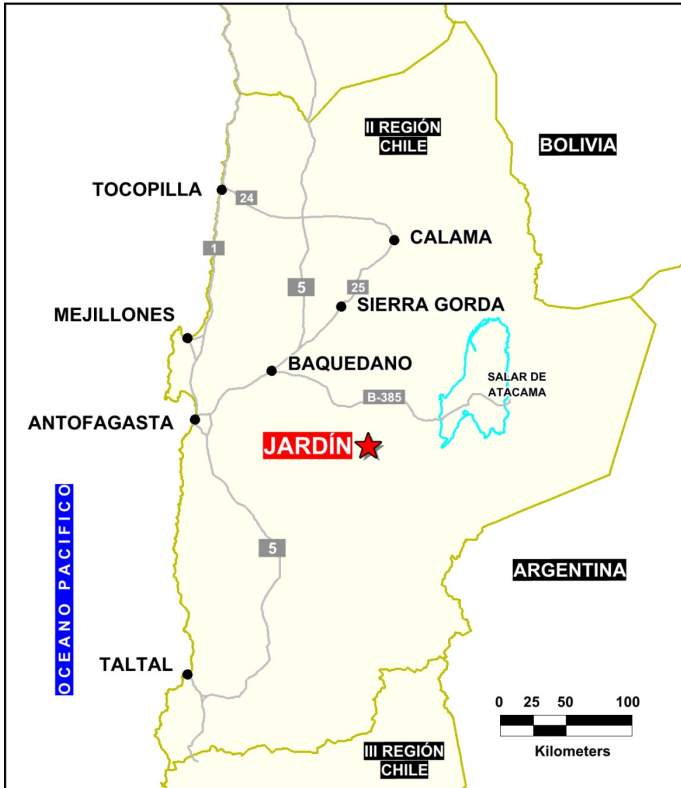 II REGIÓN
CHILE
BOLIVIA
TOCOPILLA
24
CALAMA
1
5
25
SIERRA GORDA
MEJILLONES
BAQUEDANO
SALAR DE
ATACAMA
B-385
ANTOFAGASTA
JARDÍN
OCEANO PACIFICO
5
ARGENTINA
TALTAL
0 25 50 100
Kilometers
III REGIÓN
CHILE